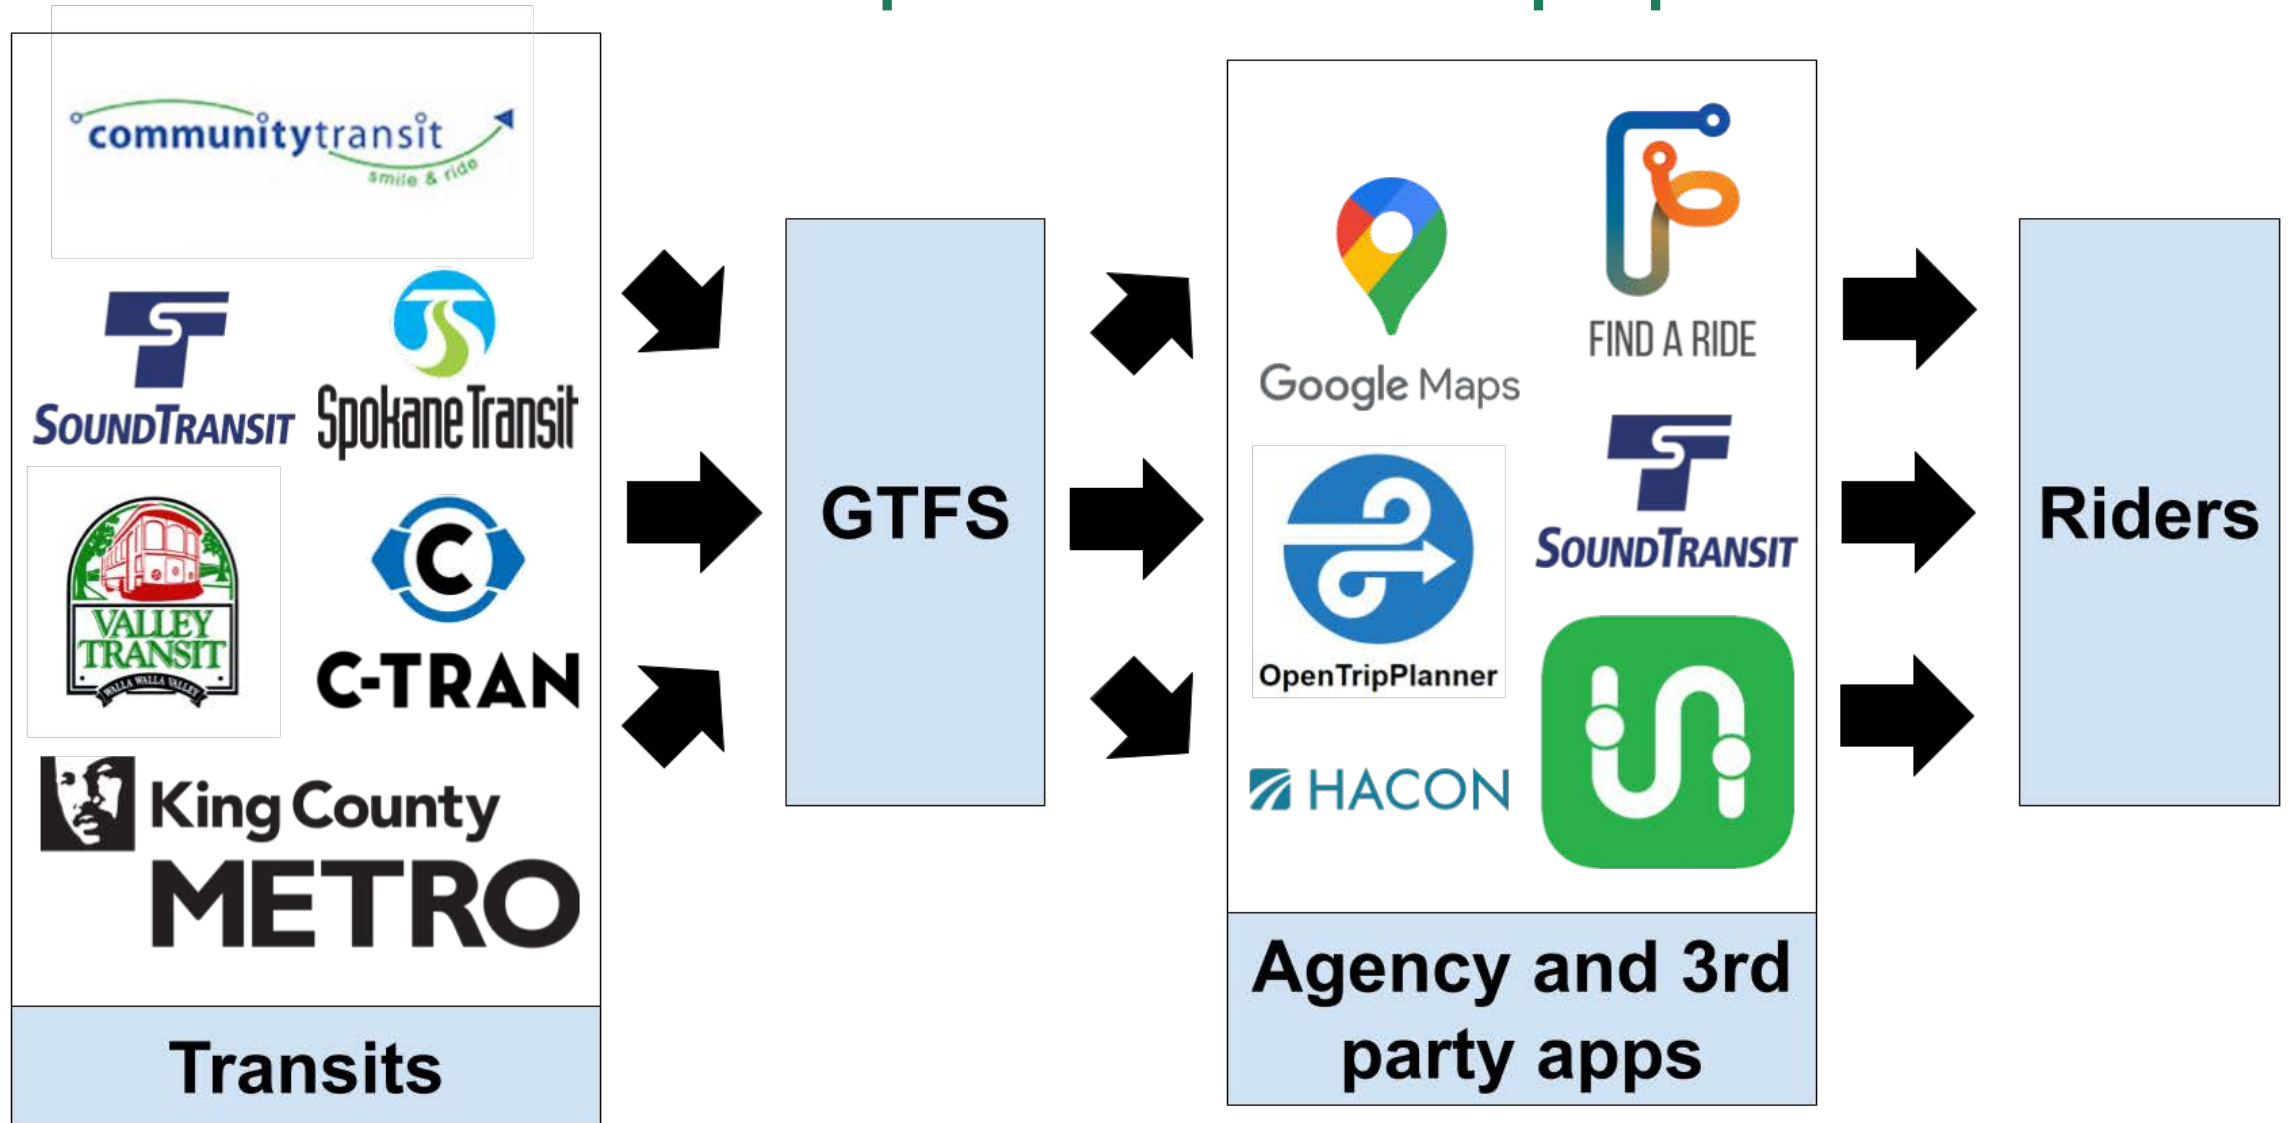 communitytransit
smile & ride
SOUNDTRANSIT
Spokane Transit
VALLEY
TRANSIT
WALLA WALLA VALLEY
C
C-TRAN
King County
METRO
Transits
GTFS
Google Maps
FIND A RIDE
OpenTripPlanner
SOUNDTRANSIT
HACON
Agency and 3rd
party apps
Riders